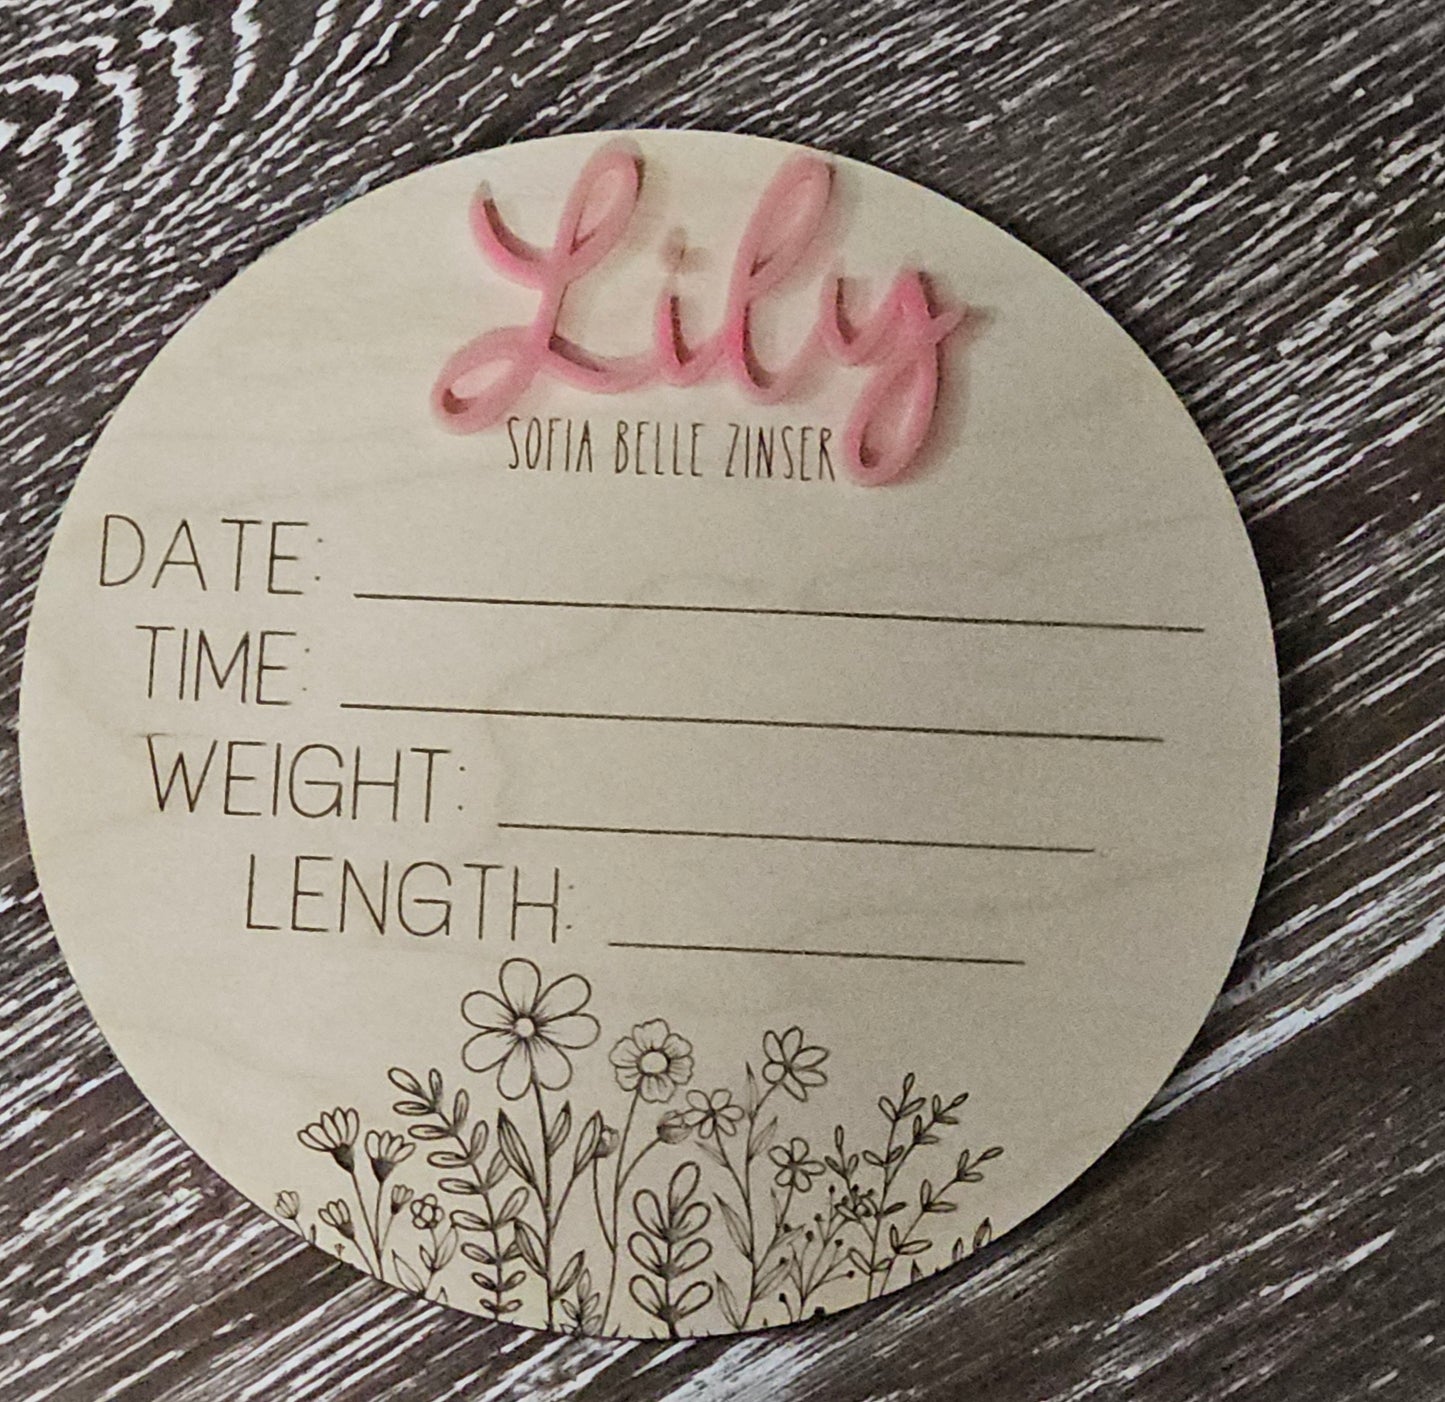 Lily
SOFIA BELLE ZINSER
DATE:
TIME:
WEIGHT:
LENGTH: